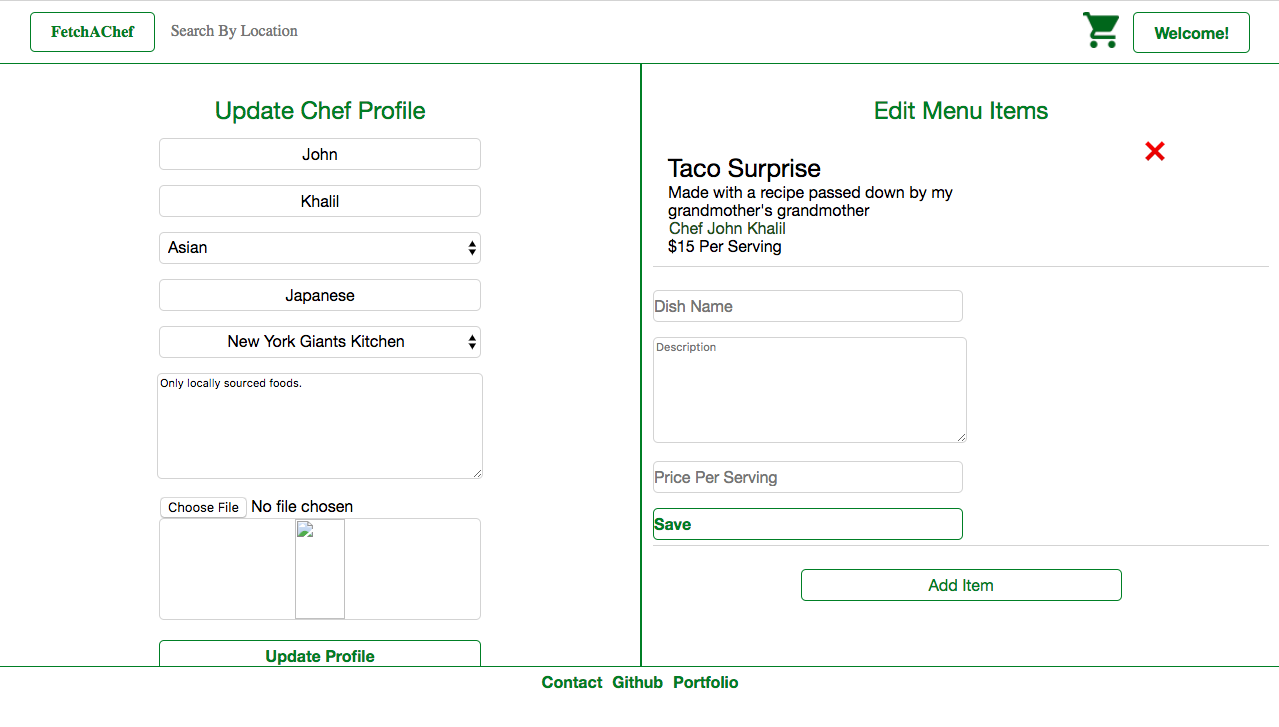 FetchAChef
Search By Location
Welcome!
Update Chef Profile
John
Khalil
Asian
Japanese
New York Giants Kitchen
Only locally sourced foods.
Choose File No file chosen
Update Profile
Edit Menu Items
Taco Surprise
Made with a recipe passed down by my
grandmother's grandmother
Chef John Khalil
$15 Per Serving
Dish Name
Description
Price Per Serving
Save
Add Item
Contact Github Portfolio